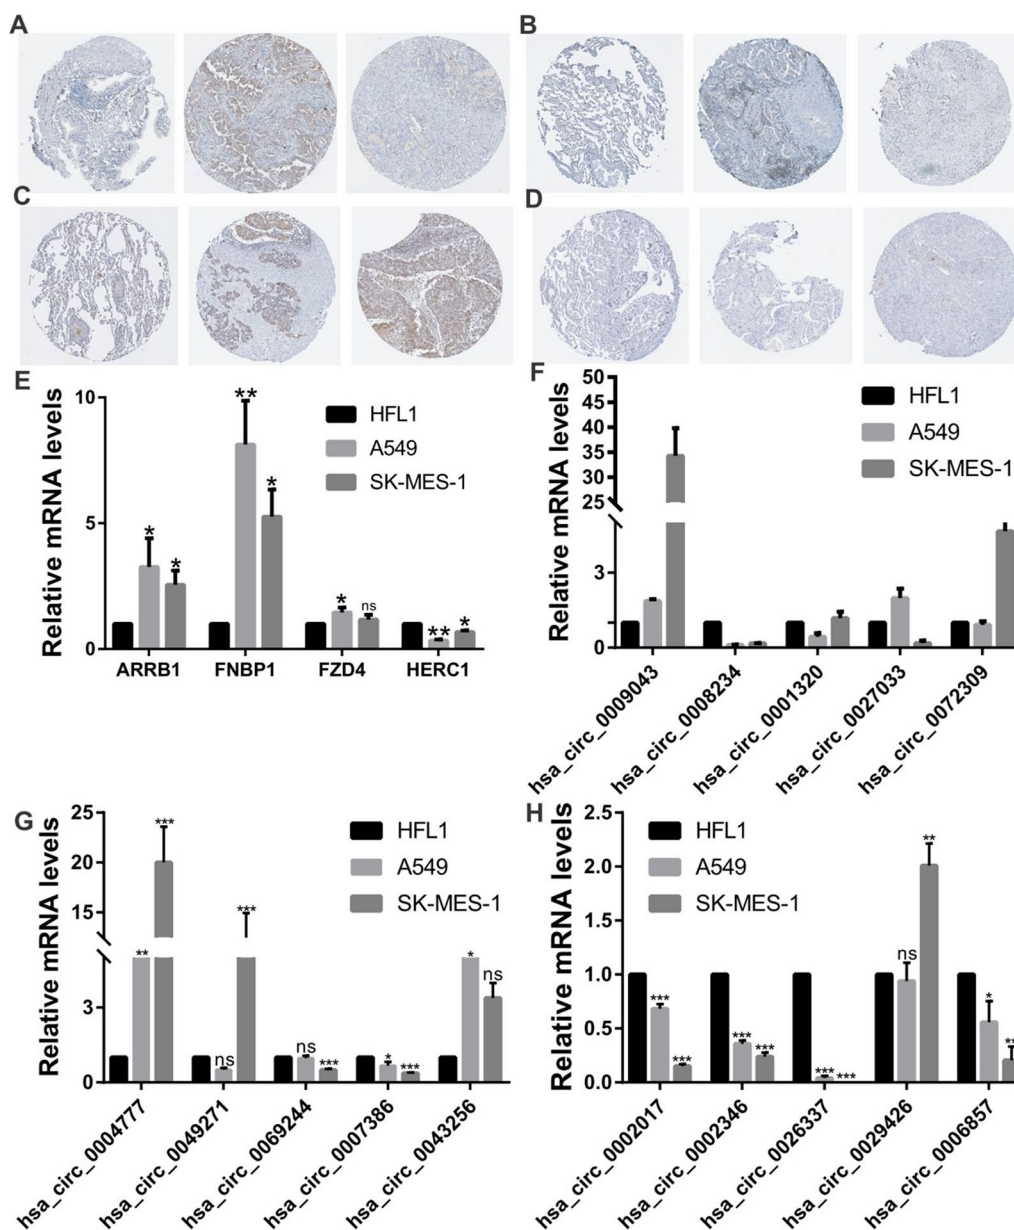 A
B
C
D
E
Relative mRNA levels
10
5
0
** 
* 
* 
* 
* 
ns
** 
*
HFL1
A549
SK-MES-1
ARRB1 FNBP1 FZD4 HERC1
F
Relative mRNA levels
50
45
40
35
30
25
3
0
HFL1
A549
SK-MES-1
hsa_circ_0009043
hsa_circ_0008234
hsa_circ_0001320
hsa_circ_0027033
hsa_circ_0072309
G
Relative mRNA levels
25
20
15
10
3
0
**
***
ns
***
ns
***
*
***
*
ns
HFL1
A549
SK-MES-1
hsa_circ_0004777
hsa_circ_0049271
hsa_circ_0069244
hsa_circ_0007386
hsa_circ_0043256
H
Relative mRNA levels
2.5
2.0
1.5
1.0
0.5
0.0
***
***
***
***
***
***
ns
**
*
**
HFL1
A549
SK-MES-1
hsa_circ_0002017
hsa_circ_0002346
hsa_circ_0026337
hsa_circ_0029426
hsa_circ_0006857